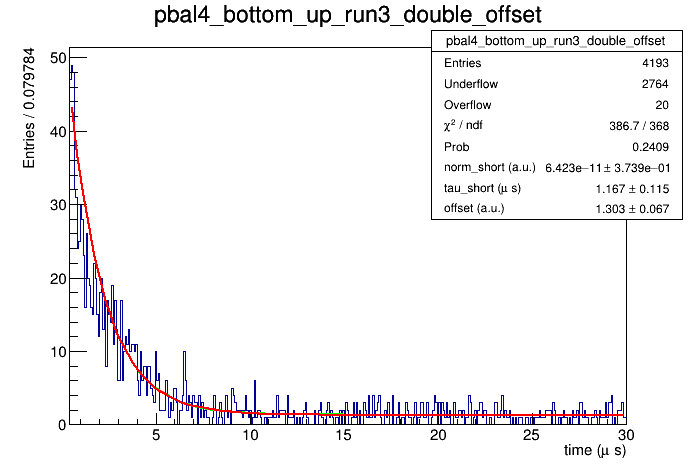 pbal4_bottom_up_run3_double_offset
pbal4_bottom_up_run3_double_offset
Entries 4193
Underflow 2764
Overflow 20
χ² / ndf 386.7 / 368
Prob 0.2409
norm_short (a.u.) 6.423e−11 ± 3.739e−01
tau_short (μ s) 1.167 ± 0.115
offset (a.u.) 1.303 ± 0.067
Entries / 0.079784
50
40
30
20
10
0
5 10 15 20 25 30
time (μ s)